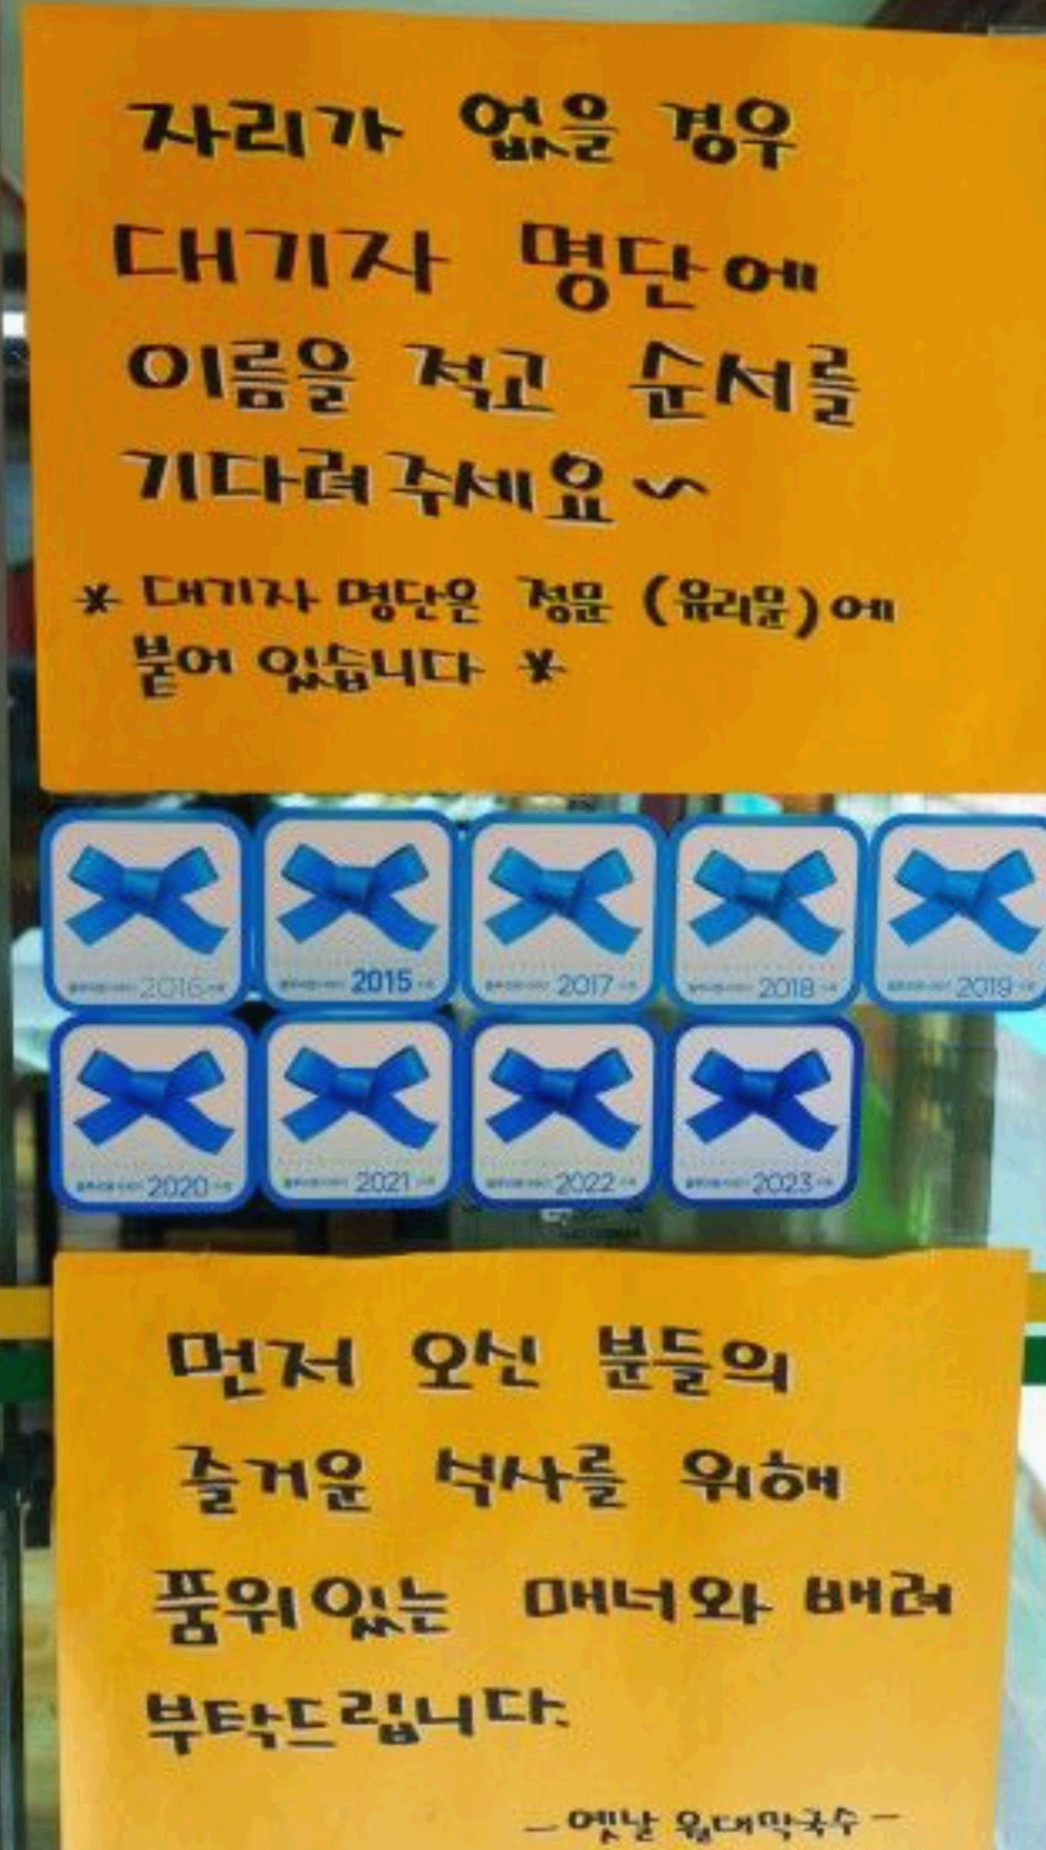 자리가 없을 경우
대기자 명단에
이름을 적고 순서를
기다려주세요~
* 대기자 명단은 정문 (유리문)에
붙어 있습니다 *
2016 2015 2017 2018 2019
2020 2021 2022 2023
먼저 오신 분들의
즐거운 식사를 위해
품위있는 매너와 배려
부탁드립니다.
- 옛날 월대막국수 -